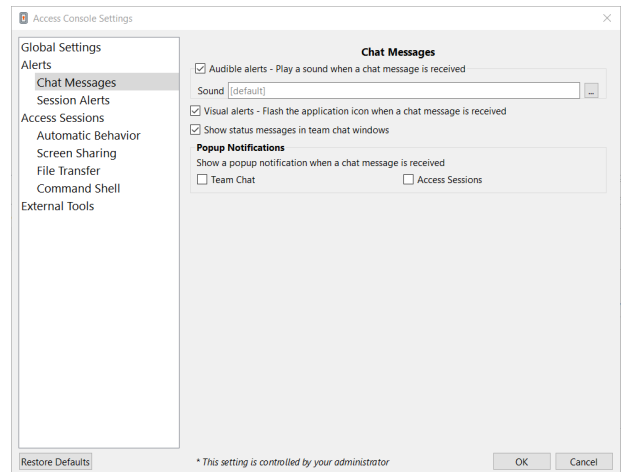 Access Console Settings
Global Settings
Alerts
Chat Messages
Session Alerts
Access Sessions
Automatic Behavior
Screen Sharing
File Transfer
Command Shell
External Tools
Chat Messages
Audible alerts - Play a sound when a chat message is received
Sound [default] ...
Visual alerts - Flash the application icon when a chat message is received
Show status messages in team chat windows
Popup Notifications
Show a popup notification when a chat message is received
Team Chat Access Sessions
Restore Defaults * This setting is controlled by your administrator OK Cancel